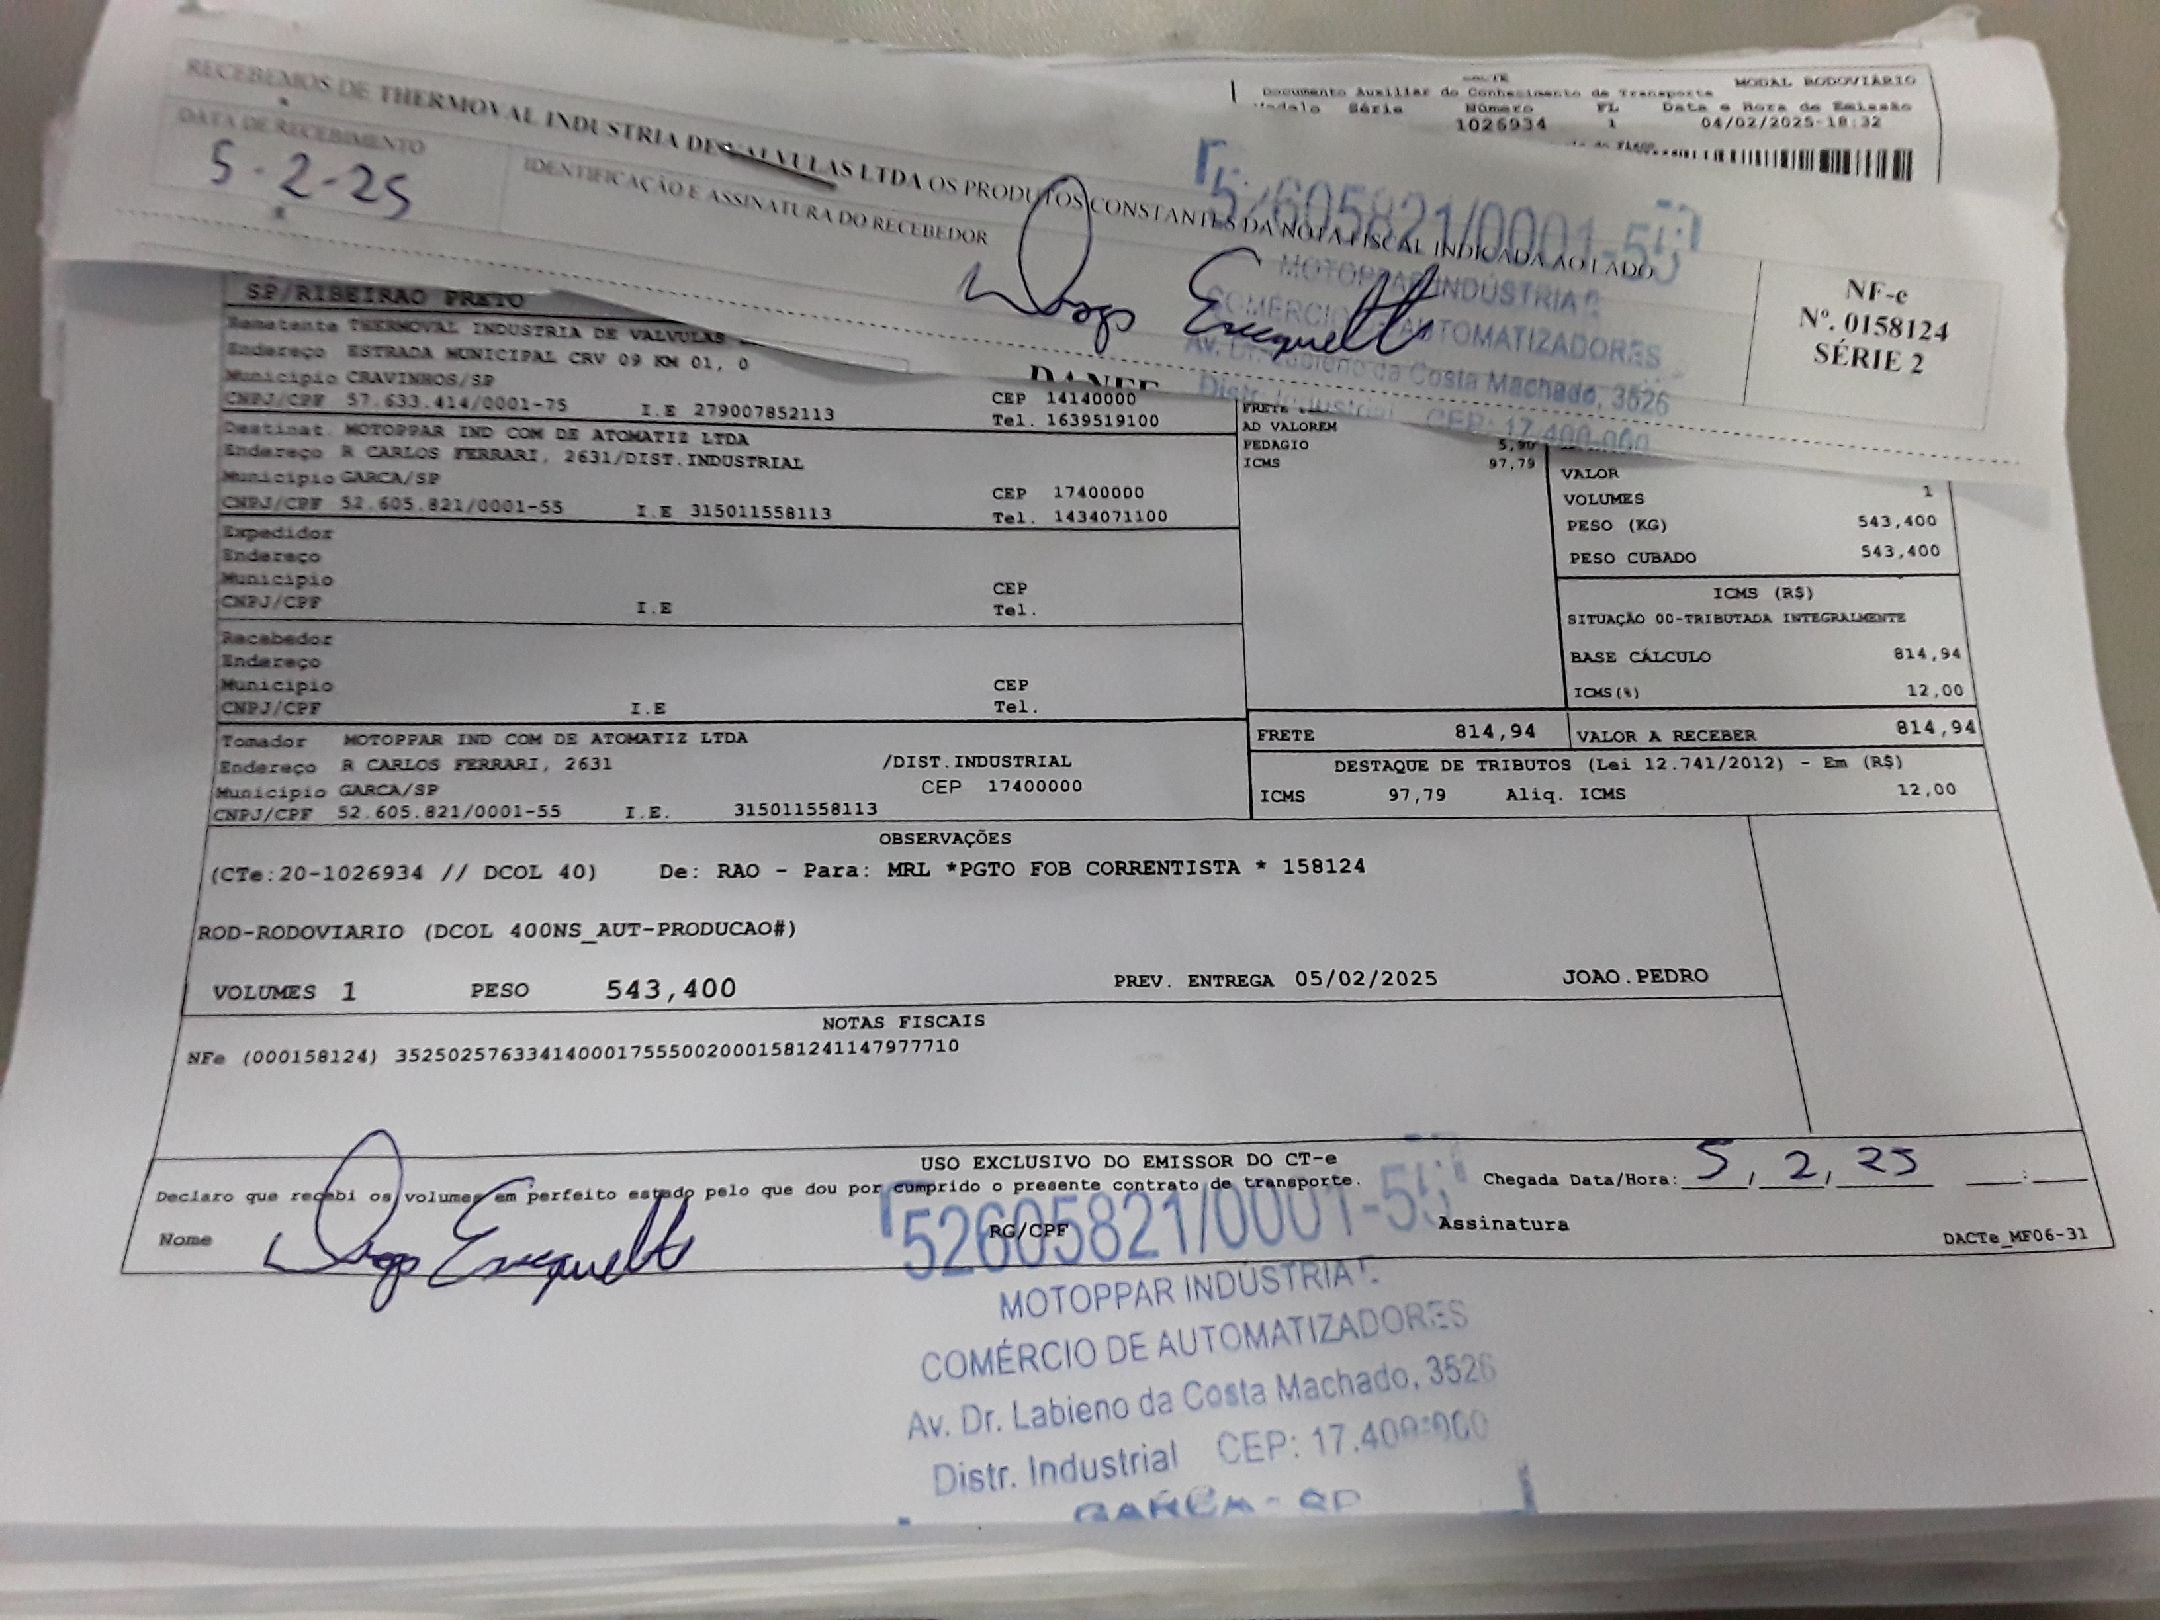 RECEBEMOS DE THERMOVAL INDUSTRIA DE VALVULAS LTDA OS PRODUTOS CONSTANTES DA NOTA FISCAL INDICADA AO LADO
DATA DE RECEBIMENTO
5-2-25
IDENTIFICAÇÃO E ASSINATURA DO RECEBEDOR
NF-e
Nº. 0158124
SÉRIE 2
52605821/0001-55
MOTOPPAR INDÚSTRIA E
COMÉRCIO DE AUTOMATIZADORES
Av. Dr. Labieno da Costa Machado, 3526
Distr. Industrial CEP: 17.400-000
MODAL RODOVIÁRIO
Documento Auxiliar do Conhecimento de Transporte
Modelo Série Número FL Data e Hora de Emissão
1026934 1 04/02/2025-18:32
DANFE
SP/RIBEIRAO PRETO
Remetente THERMOVAL INDUSTRIA DE VALVULAS
Endereço ESTRADA MUNICIPAL CRV 09 KM 01, 0
Município CRAVINHOS/SP CEP 14140000
CNPJ/CPF 57.633.414/0001-75 I.E 279007852113 Tel. 1639519100
Destinat. MOTOPPAR IND COM DE ATOMATIZ LTDA
Endereço R CARLOS FERRARI, 2631/DIST.INDUSTRIAL
Município GARCA/SP CEP 17400000
CNPJ/CPF 52.605.821/0001-55 I.E 315011558113 Tel. 1434071100
Expedidor
Endereço
Município CEP
CNPJ/CPF I.E Tel.
Recebedor
Endereço
Município CEP
CNPJ/CPF I.E Tel.
Tomador MOTOPPAR IND COM DE ATOMATIZ LTDA
Endereço R CARLOS FERRARI, 2631 /DIST.INDUSTRIAL
Município GARCA/SP CEP 17400000
CNPJ/CPF 52.605.821/0001-55 I.E. 315011558113
FRETE
AD VALOREM
PEDAGIO 5,90
ICMS 97,79
VALOR
VOLUMES 1
PESO (KG) 543,400
PESO CUBADO 543,400
ICMS (R$)
SITUAÇÃO 00-TRIBUTADA INTEGRALMENTE
BASE CÁLCULO 814,94
ICMS(%) 12,00
FRETE 814,94 VALOR A RECEBER 814,94
DESTAQUE DE TRIBUTOS (Lei 12.741/2012) - Em (R$)
ICMS 97,79 Aliq. ICMS 12,00
OBSERVAÇÕES
(CTe:20-1026934 // DCOL 40) De: RAO - Para: MRL *PGTO FOB CORRENTISTA * 158124
ROD-RODOVIARIO (DCOL 400NS_AUT-PRODUCAO#)
VOLUMES 1 PESO 543,400 PREV. ENTREGA 05/02/2025 JOAO.PEDRO
NOTAS FISCAIS
NFe (000158124) 35250257633414000175550020001581241147977710
USO EXCLUSIVO DO EMISSOR DO CT-e
Declaro que recebi os volumes em perfeito estado pelo que dou por cumprido o presente contrato de transporte.
Chegada Data/Hora: 5/2/25 :
Nome RG/CPF Assinatura
DACTe_MF06-31
52605821/0001-55
MOTOPPAR INDÚSTRIA E
COMÉRCIO DE AUTOMATIZADORES
Av. Dr. Labieno da Costa Machado, 3526
Distr. Industrial CEP: 17.400-000
GARÇA - SP